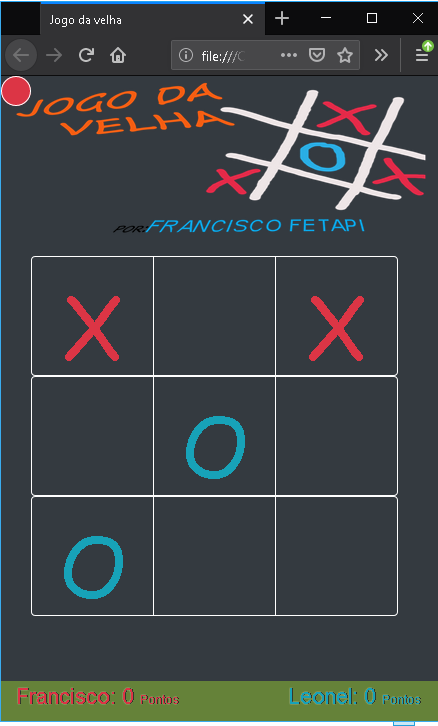 Jogo da velha
file:///C
JOGO DA
VELHA
POR:FRANCISCO FETAPI
X X
O
O
Francisco: 0 Pontos
Leonel: 0 Pontos